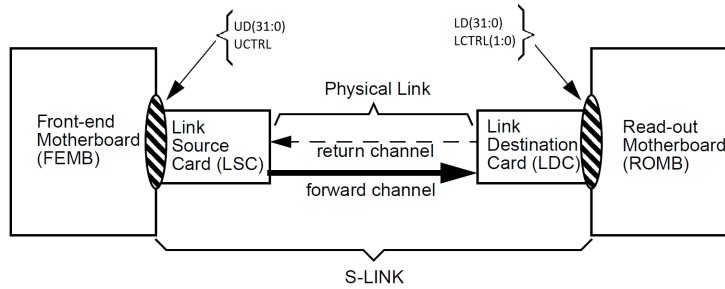 UD(31:0)
UCTRL
LD(31:0)
LCTRL(1:0)
Physical Link
Front-end
Motherboard
(FEMB)
Link
Source
Card (LSC)
return channel
forward channel
Link
Destination
Card (LDC)
Read-out
Motherboard
(ROMB)
S-LINK